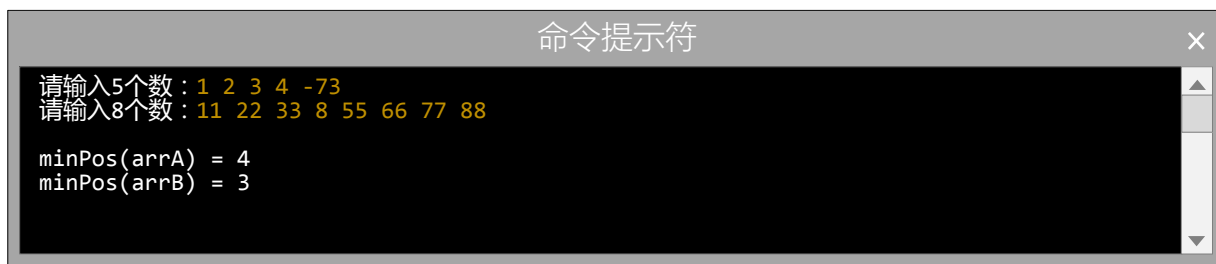 命令提示符
×
请输入5个数：1 2 3 4 -73
请输入8个数：11 22 33 8 55 66 77 88
minPos(arrA) = 4
minPos(arrB) = 3